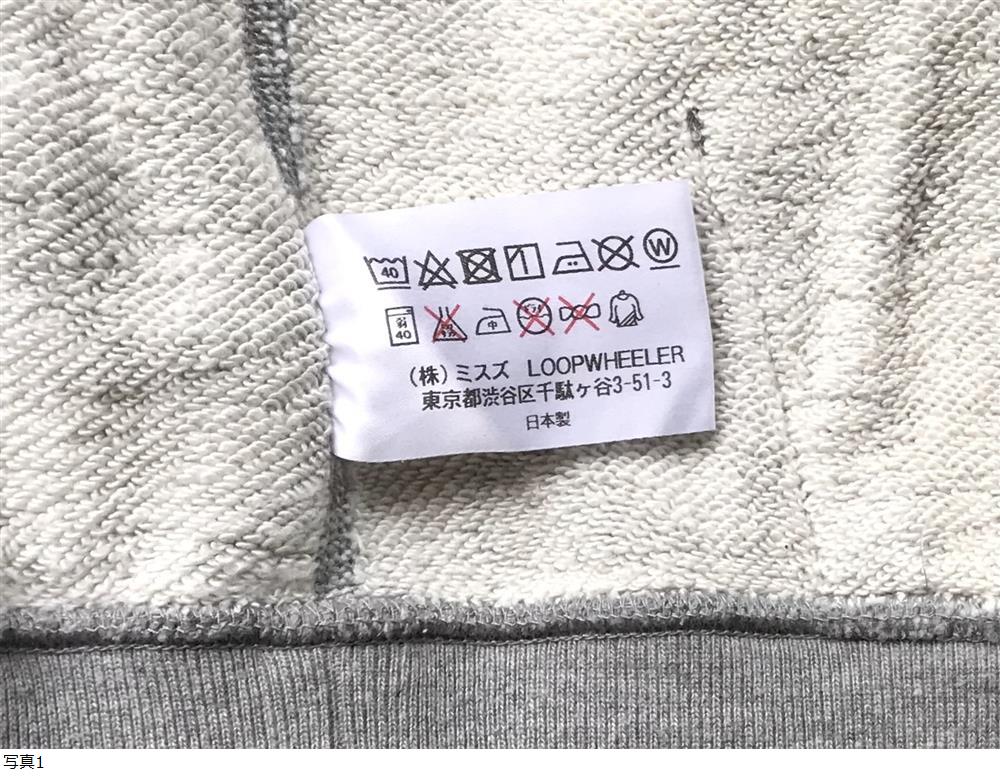 40 W
弱 40 中
(株)ミスズ LOOPWHEELER
東京都渋谷区千駄ヶ谷3-51-3
日本製
写真1